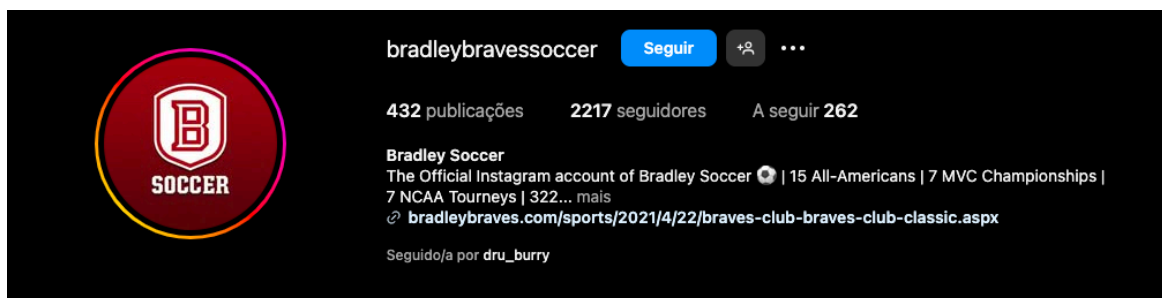 bradleybravessoccer Seguir
432 publicações 2217 seguidores A seguir 262
B
SOCCER
Bradley Soccer
The Official Instagram account of Bradley Soccer ⚽ | 15 All-Americans | 7 MVC Championships |
7 NCAA Tourneys | 322... mais
bradleybraves.com/sports/2021/4/22/braves-club-braves-club-classic.aspx
Seguido/a por dru_burry